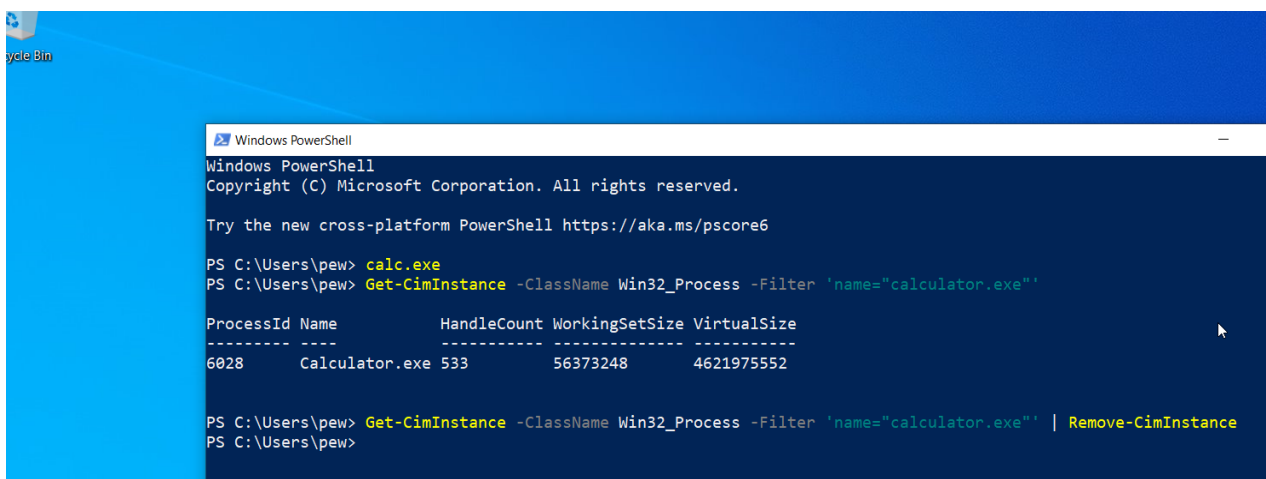 ycle Bin
Windows PowerShell
Windows PowerShell
Copyright (C) Microsoft Corporation. All rights reserved.
Try the new cross-platform PowerShell https://aka.ms/pscore6
PS C:\Users\pew> calc.exe
PS C:\Users\pew> Get-CimInstance -ClassName Win32_Process -Filter 'name="calculator.exe"'
ProcessId Name HandleCount WorkingSetSize VirtualSize
--------- ---- ----------- -------------- -----------
6028 Calculator.exe 533 56373248 4621975552
PS C:\Users\pew> Get-CimInstance -ClassName Win32_Process -Filter 'name="calculator.exe"' | Remove-CimInstance
PS C:\Users\pew>